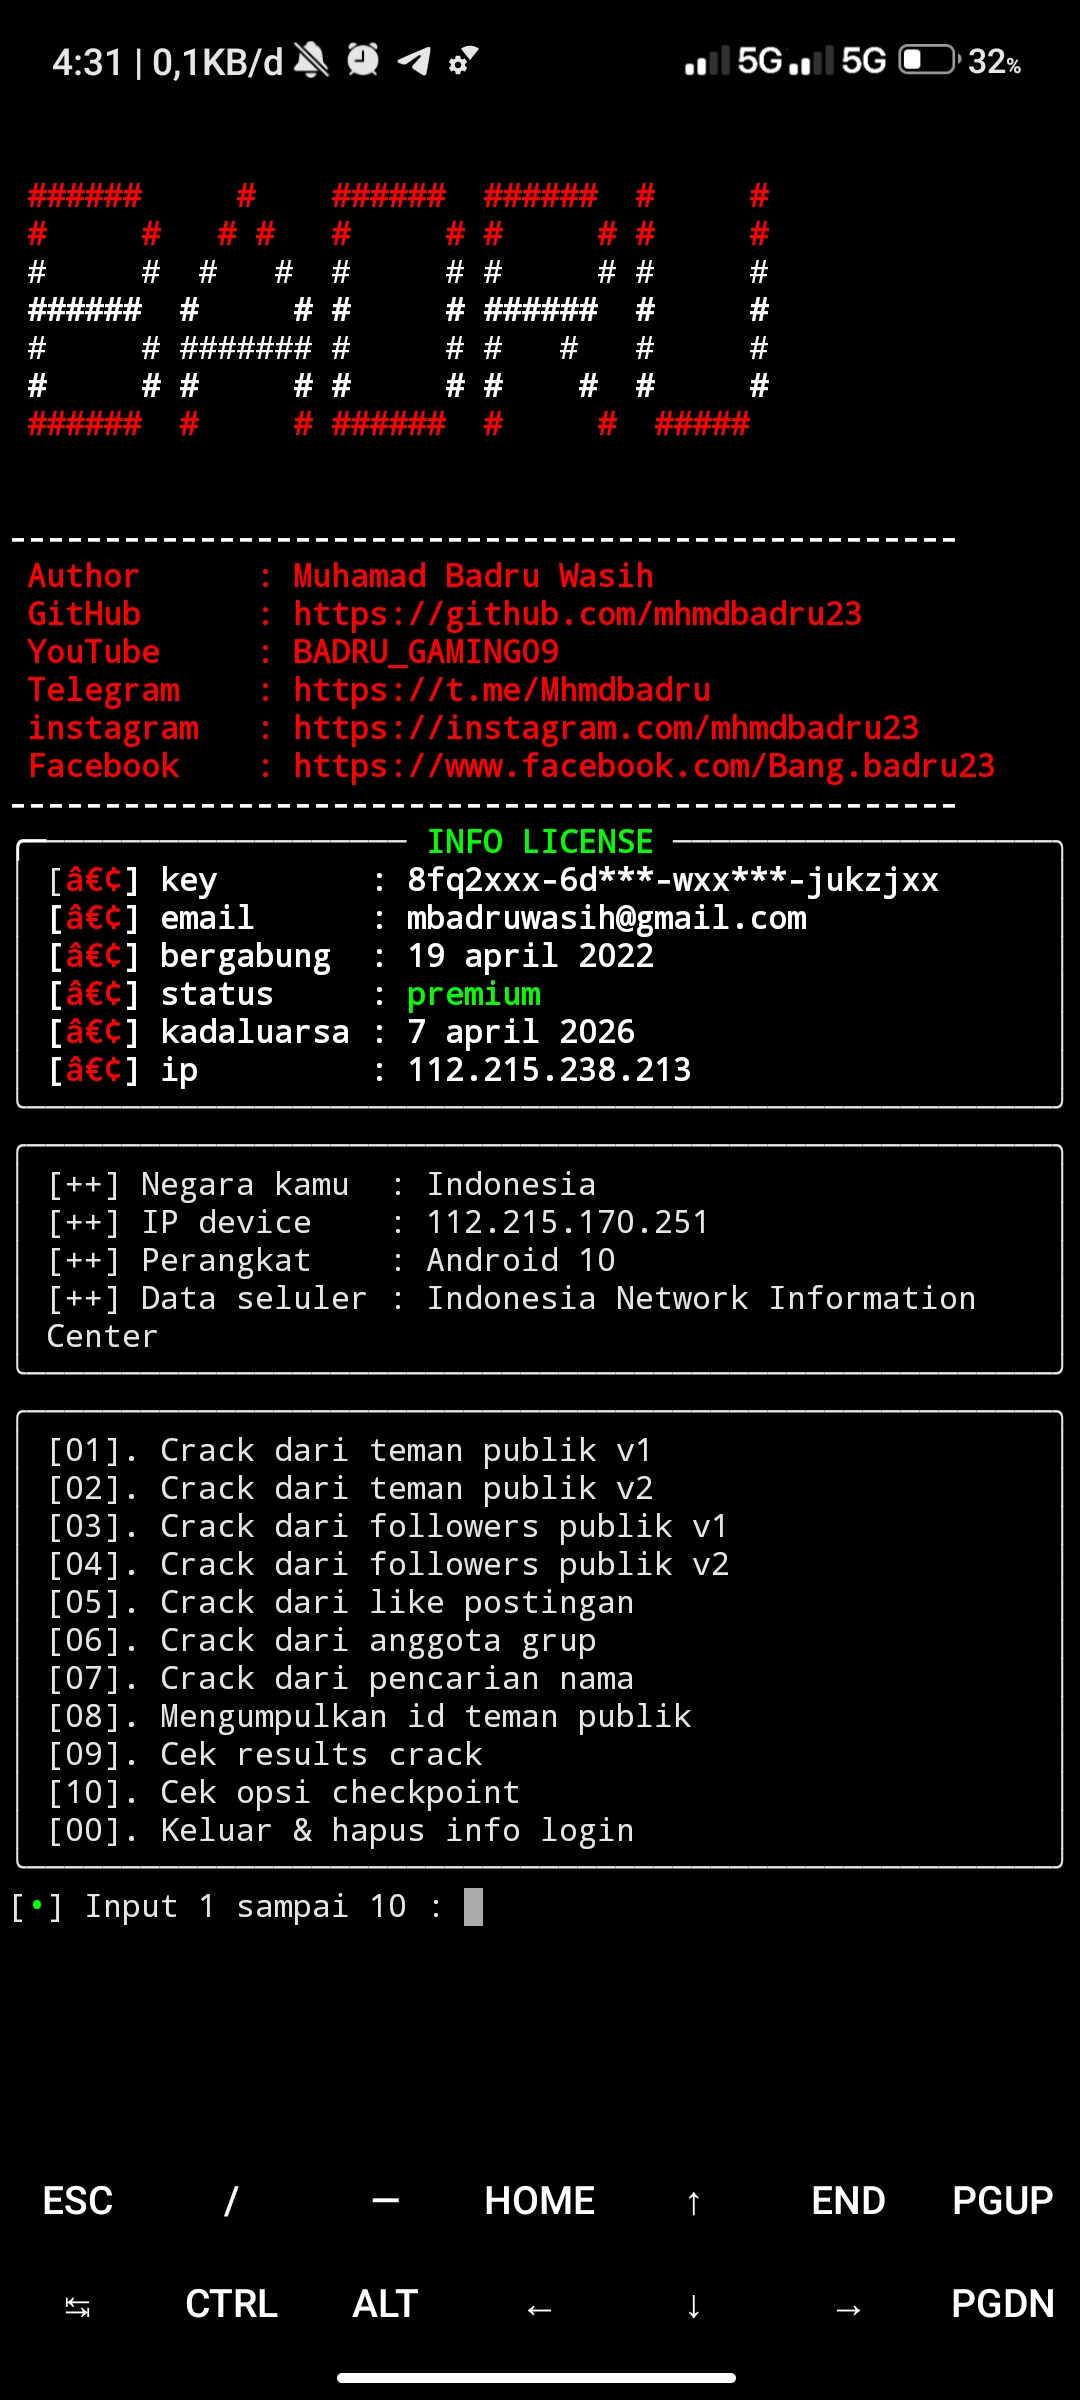 4:31 | 0,1KB/d 5G 5G 32%
###### # ###### ###### # #
# # # # # # # # # #
# # # # # # # # # #
###### # # # # ###### # #
# # ####### # # # # # #
# # # # # # # # # #
###### # # ###### # # #####
--------------------------------------------------
Author : Muhamad Badru Wasih
GitHub : https://github.com/mhmdbadru23
YouTube : BADRU_GAMING09
Telegram : https://t.me/Mhmdbadru
instagram : https://instagram.com/mhmdbadru23
Facebook : https://www.facebook.com/Bang.badru23
--------------------------------------------------
INFO LICENSE
[â€¢] key : 8fq2xxx-6d***-wxx***-jukzjxx
[â€¢] email : mbadruwasih@gmail.com
[â€¢] bergabung : 19 april 2022
[â€¢] status : premium
[â€¢] kadaluarsa : 7 april 2026
[â€¢] ip : 112.215.238.213
[++] Negara kamu : Indonesia
[++] IP device : 112.215.170.251
[++] Perangkat : Android 10
[++] Data seluler : Indonesia Network Information
Center
[01]. Crack dari teman publik v1
[02]. Crack dari teman publik v2
[03]. Crack dari followers publik v1
[04]. Crack dari followers publik v2
[05]. Crack dari like postingan
[06]. Crack dari anggota grup
[07]. Crack dari pencarian nama
[08]. Mengumpulkan id teman publik
[09]. Cek results crack
[10]. Cek opsi checkpoint
[00]. Keluar & hapus info login
[•] Input 1 sampai 10 :
ESC / — HOME ↑ END PGUP
↹ CTRL ALT ← ↓ → PGDN